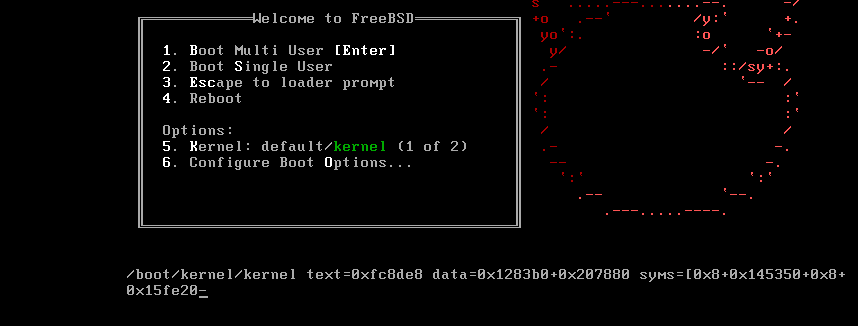 Welcome to FreeBSD
1. Boot Multi User [Enter]
2. Boot Single User
3. Escape to loader prompt
4. Reboot
Options:
5. Kernel: default/kernel (1 of 2)
6. Configure Boot Options...
/boot/kernel/kernel text=0xfc8de8 data=0x1283b0+0x207880 syms=[0x8+0x145350+0x8+
0x15fe20-